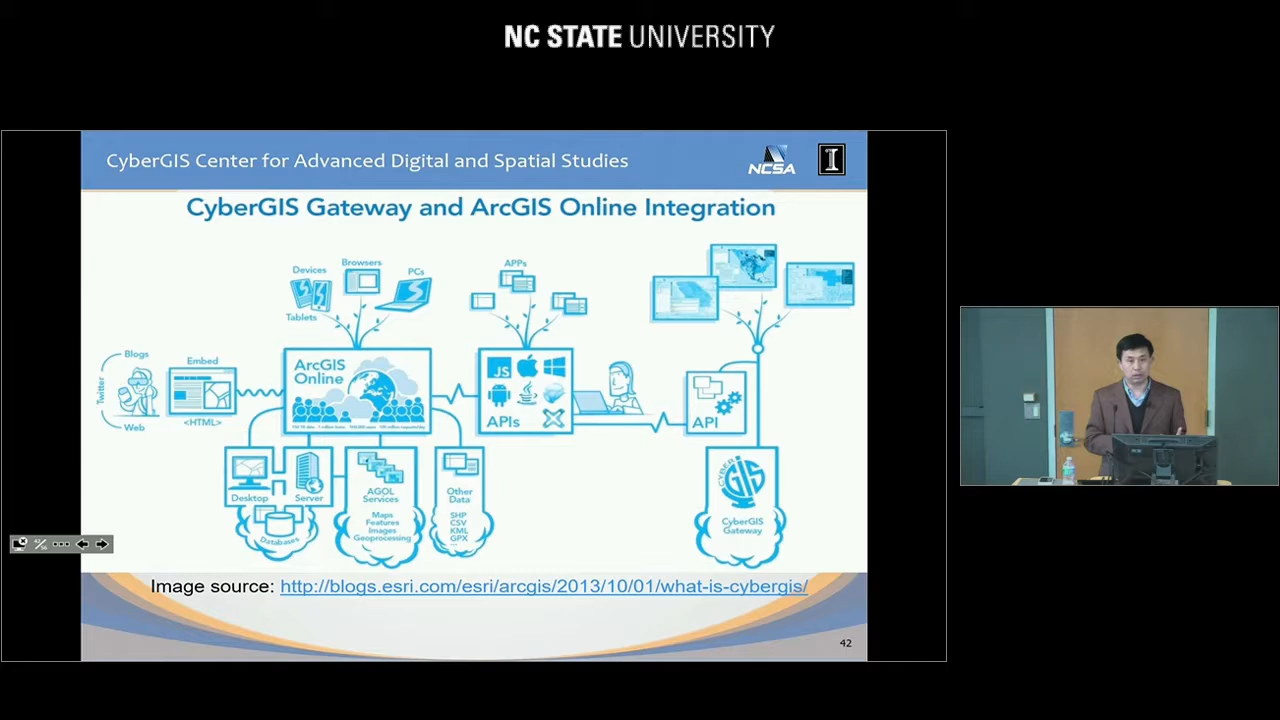 NC STATE UNIVERSITY
CyberGIS Center for Advanced Digital and Spatial Studies
NCSA
I
CyberGIS Gateway and ArcGIS Online Integration
Devices
Browsers
PCs
Tablets
APPs
Blogs
Twitter
Web
Embed
<HTML>
ArcGIS
Online
JS
APIs
API
Desktop
Server
Databases
AGOL
Services
Maps
Features
Images
Geoprocessing
Other
Data
SHP
CSV
KML
GPX
...
CYBER
GIS
CyberGIS
Gateway
Image source: http://blogs.esri.com/esri/arcgis/2013/10/01/what-is-cybergis/
42